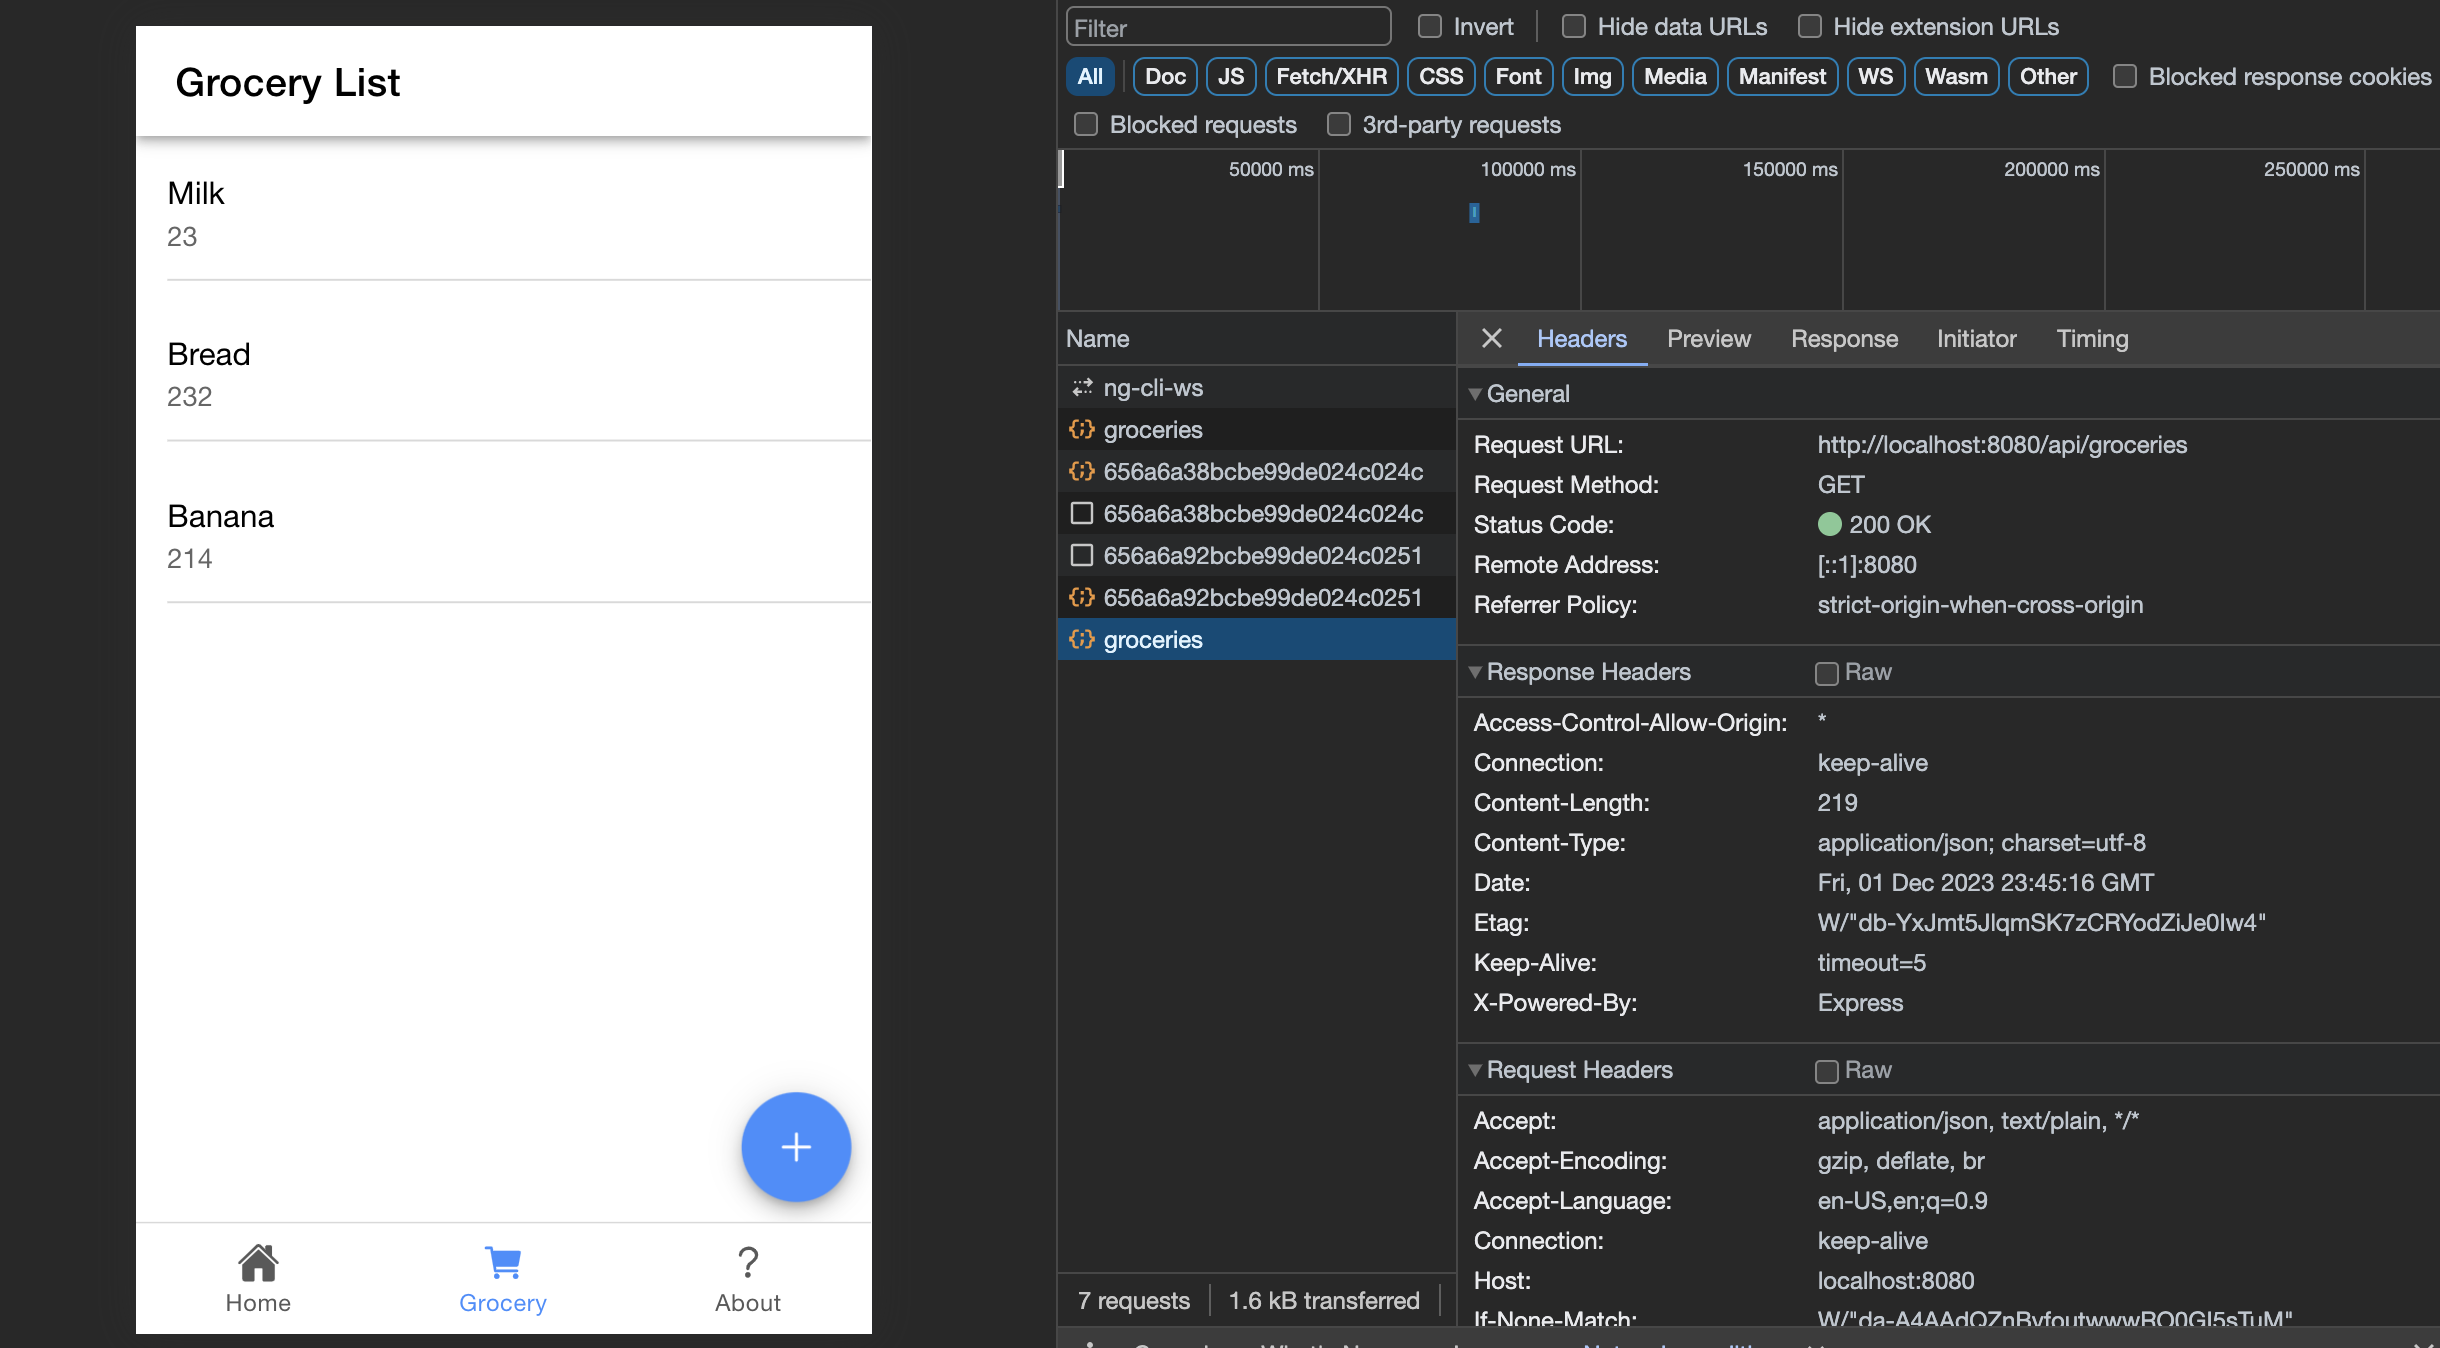 Grocery List
Milk
23
Bread
232
Banana
214
Home
Grocery
About
Filter
Invert
Hide data URLs
Hide extension URLs
All
Doc
JS
Fetch/XHR
CSS
Font
Img
Media
Manifest
WS
Wasm
Other
Blocked response cookies
Blocked requests
3rd-party requests
50000 ms
100000 ms
150000 ms
200000 ms
250000 ms
Name
ng-cli-ws
groceries
656a6a38bcbe99de024c024c
656a6a38bcbe99de024c024c
656a6a92bcbe99de024c0251
656a6a92bcbe99de024c0251
groceries
7 requests
1.6 kB transferred
Headers
Preview
Response
Initiator
Timing
General
Request URL: http://localhost:8080/api/groceries
Request Method: GET
Status Code: 200 OK
Remote Address: [::1]:8080
Referrer Policy: strict-origin-when-cross-origin
Response Headers Raw
Access-Control-Allow-Origin: *
Connection: keep-alive
Content-Length: 219
Content-Type: application/json; charset=utf-8
Date: Fri, 01 Dec 2023 23:45:16 GMT
Etag: W/"db-YxJmt5JlqmSK7zCRYodZiJe0Iw4"
Keep-Alive: timeout=5
X-Powered-By: Express
Request Headers Raw
Accept: application/json, text/plain, */*
Accept-Encoding: gzip, deflate, br
Accept-Language: en-US,en;q=0.9
Connection: keep-alive
Host: localhost:8080
If-None-Match: